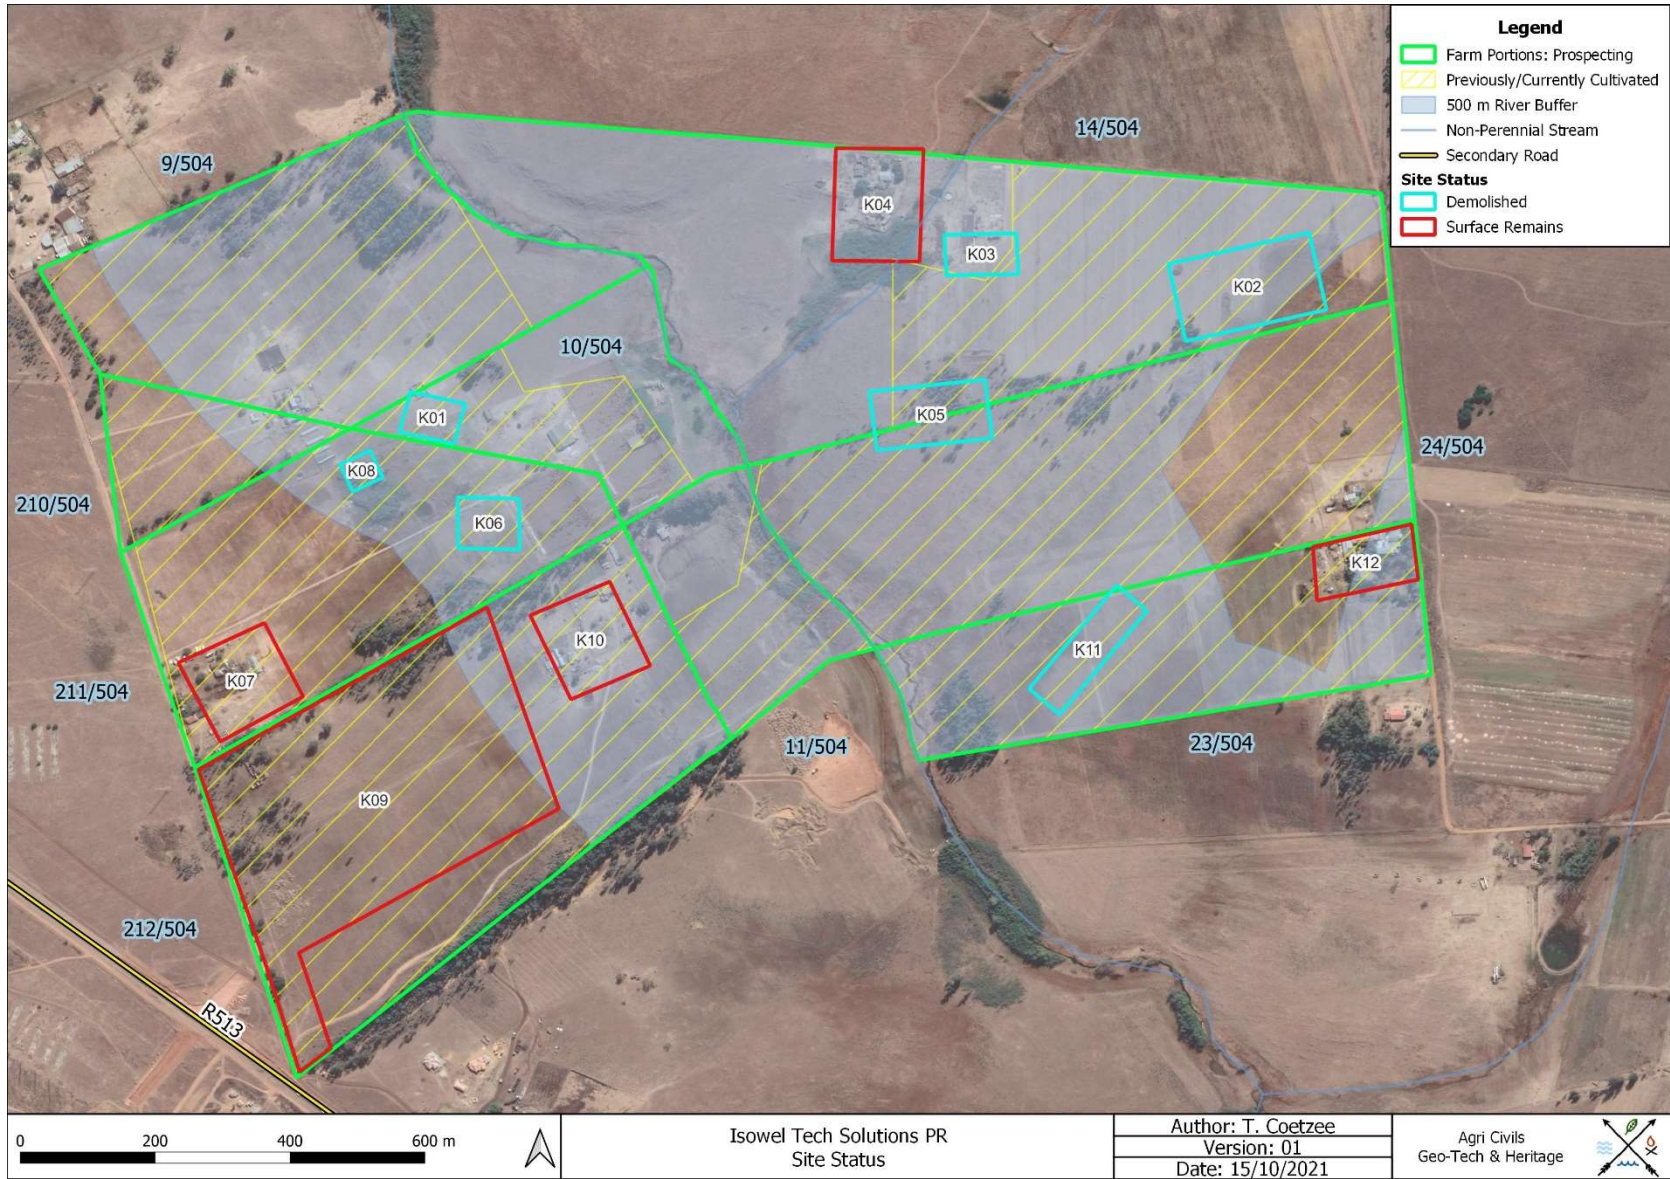 Legend
Farm Portions: Prospecting
Previously/Currently Cultivated
500 m River Buffer
Non-Perennial Stream
Secondary Road
Site Status
Demolished
Surface Remains
14/504
9/504
K04
K03
K02
10/504
K01
K05
K08
24/504
210/504
K06
K12
K10
K11
K07
211/504
11/504
23/504
K09
212/504
R513
0 200 400 600 m
Isowel Tech Solutions PR
Site Status
Author: T. Coetzee
Version: 01
Date: 15/10/2021
Agri Civils
Geo-Tech & Heritage